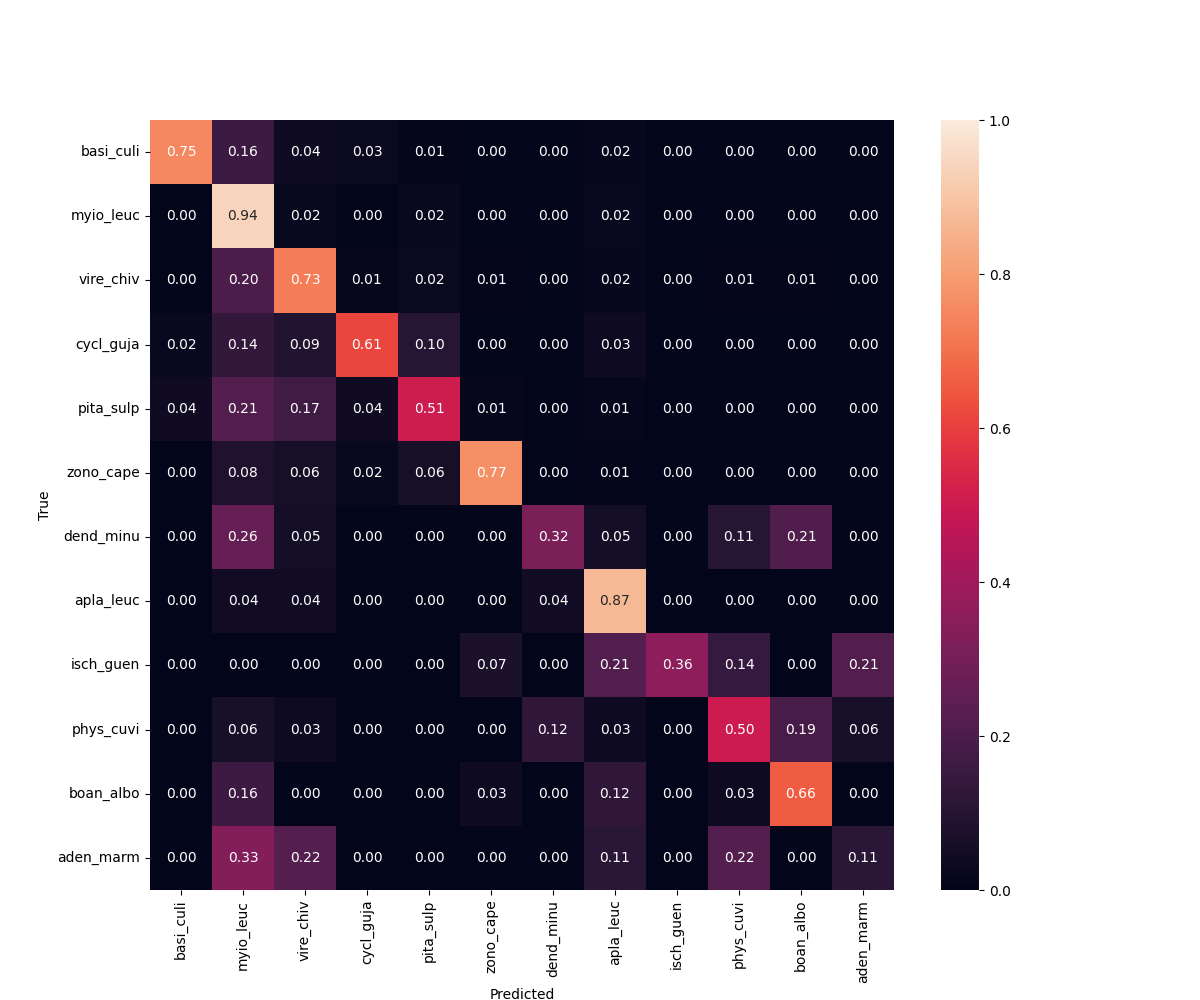 basi_culi 0.75 0.16 0.04 0.03 0.01 0.00 0.00 0.02 0.00 0.00 0.00 0.00
myio_leuc 0.00 0.94 0.02 0.00 0.02 0.00 0.00 0.02 0.00 0.00 0.00 0.00
vire_chiv 0.00 0.20 0.73 0.01 0.02 0.01 0.00 0.02 0.00 0.01 0.01 0.00
cycl_guja 0.02 0.14 0.09 0.61 0.10 0.00 0.00 0.03 0.00 0.00 0.00 0.00
pita_sulp 0.04 0.21 0.17 0.04 0.51 0.01 0.00 0.01 0.00 0.00 0.00 0.00
zono_cape 0.00 0.08 0.06 0.02 0.06 0.77 0.00 0.01 0.00 0.00 0.00 0.00
dend_minu 0.00 0.26 0.05 0.00 0.00 0.00 0.32 0.05 0.00 0.11 0.21 0.00
apla_leuc 0.00 0.04 0.04 0.00 0.00 0.00 0.04 0.87 0.00 0.00 0.00 0.00
isch_guen 0.00 0.00 0.00 0.00 0.00 0.07 0.00 0.21 0.36 0.14 0.00 0.21
phys_cuvi 0.00 0.06 0.03 0.00 0.00 0.00 0.12 0.03 0.00 0.50 0.19 0.06
boan_albo 0.00 0.16 0.00 0.00 0.00 0.03 0.00 0.12 0.00 0.03 0.66 0.00
aden_marm 0.00 0.33 0.22 0.00 0.00 0.00 0.00 0.11 0.00 0.22 0.00 0.11
True
basi_culi myio_leuc vire_chiv cycl_guja pita_sulp zono_cape dend_minu apla_leuc isch_guen phys_cuvi boan_albo aden_marm
Predicted
1.0
0.8
0.6
0.4
0.2
0.0